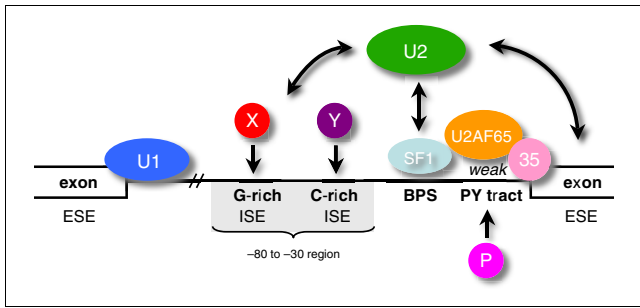 U2
X
Y
U2AF65
U1
SF1
weak
35
exon
G-rich
C-rich
BPS
PY tract
exon
ESE
ISE
ISE
ESE
–80 to –30 region
P